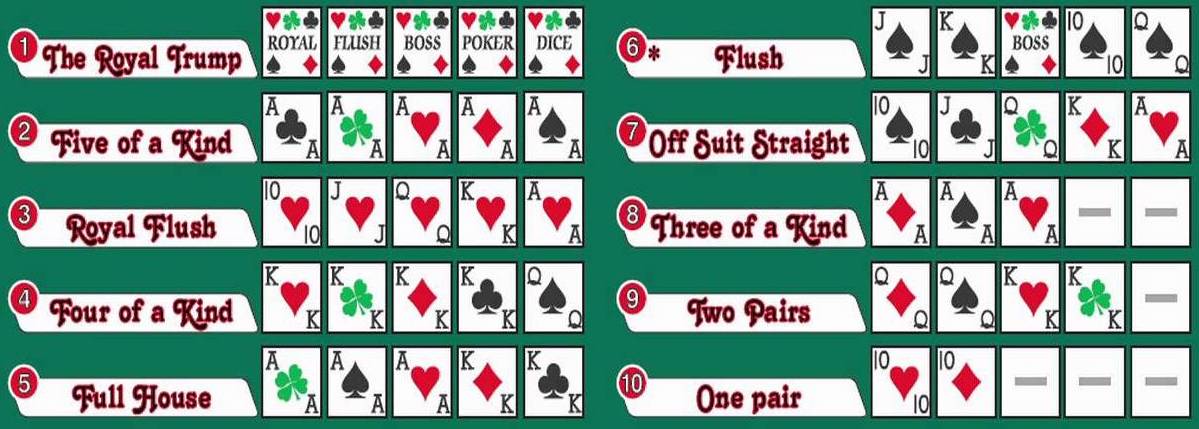 1 The Royal Trump ROYAL FLUSH BOSS POKER DICE
2 Five of a Kind A A A A A A A A A A
3 Royal Flush 10 10 J J Q Q K K A A
4 Four of a Kind K K K K K K K K Q Q
5 Full House A A A A A A K K K K
6 * Flush J J K K BOSS 10 10 Q Q
7 Off Suit Straight 10 10 J J Q Q K K A A
8 Three of a Kind A A A A A A
9 Two Pairs Q Q Q Q K K K K
10 One pair 10 10 10